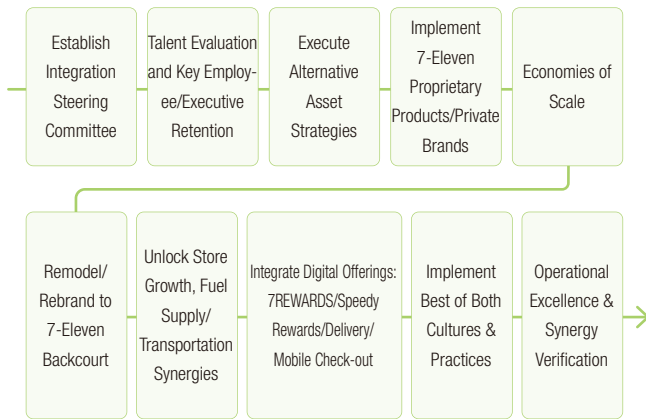 Establish
Integration
Steering
Committee
Talent Evaluation
and Key Employ-
ee/Executive
Retention
Execute
Alternative
Asset
Strategies
Implement
7-Eleven
Proprietary
Products/Private
Brands
Economies of
Scale
Remodel/
Rebrand to
7-Eleven
Backcourt
Unlock Store
Growth, Fuel
Supply/
Transportation
Synergies
Integrate Digital Offerings:
7REWARDS/Speedy
Rewards/Delivery/
Mobile Check-out
Implement
Best of Both
Cultures &
Practices
Operational
Excellence &
Synergy
Verification